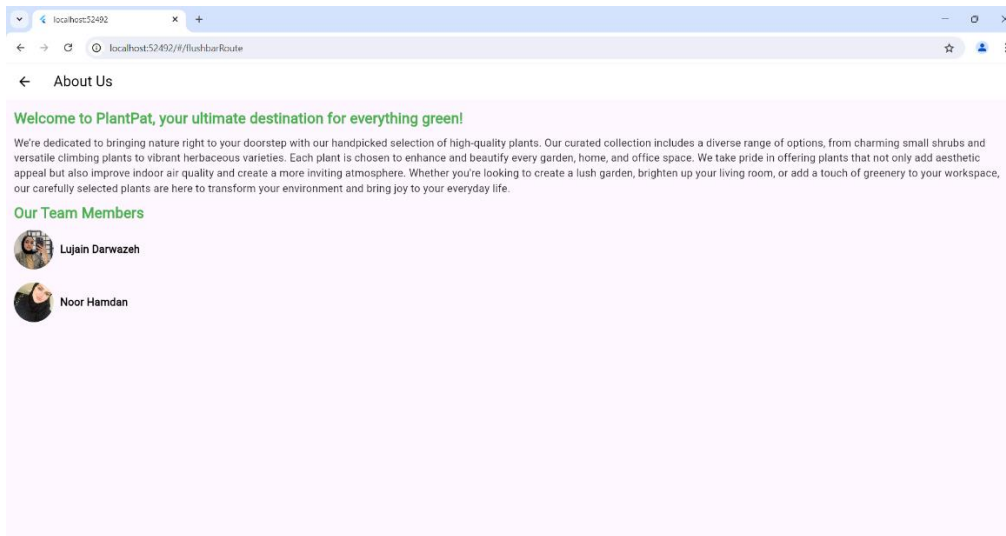 localhost:52492
localhost:52492/#/flushbarRoute
About Us
Welcome to PlantPat, your ultimate destination for everything green!
We're dedicated to bringing nature right to your doorstep with our handpicked selection of high-quality plants. Our curated collection includes a diverse range of options, from charming small shrubs and
versatile climbing plants to vibrant herbaceous varieties. Each plant is chosen to enhance and beautify every garden, home, and office space. We take pride in offering plants that not only add aesthetic
appeal but also improve indoor air quality and create a more inviting atmosphere. Whether you're looking to create a lush garden, brighten up your living room, or add a touch of greenery to your workspace,
our carefully selected plants are here to transform your environment and bring joy to your everyday life.
Our Team Members
Lujain Darwazeh
Noor Hamdan